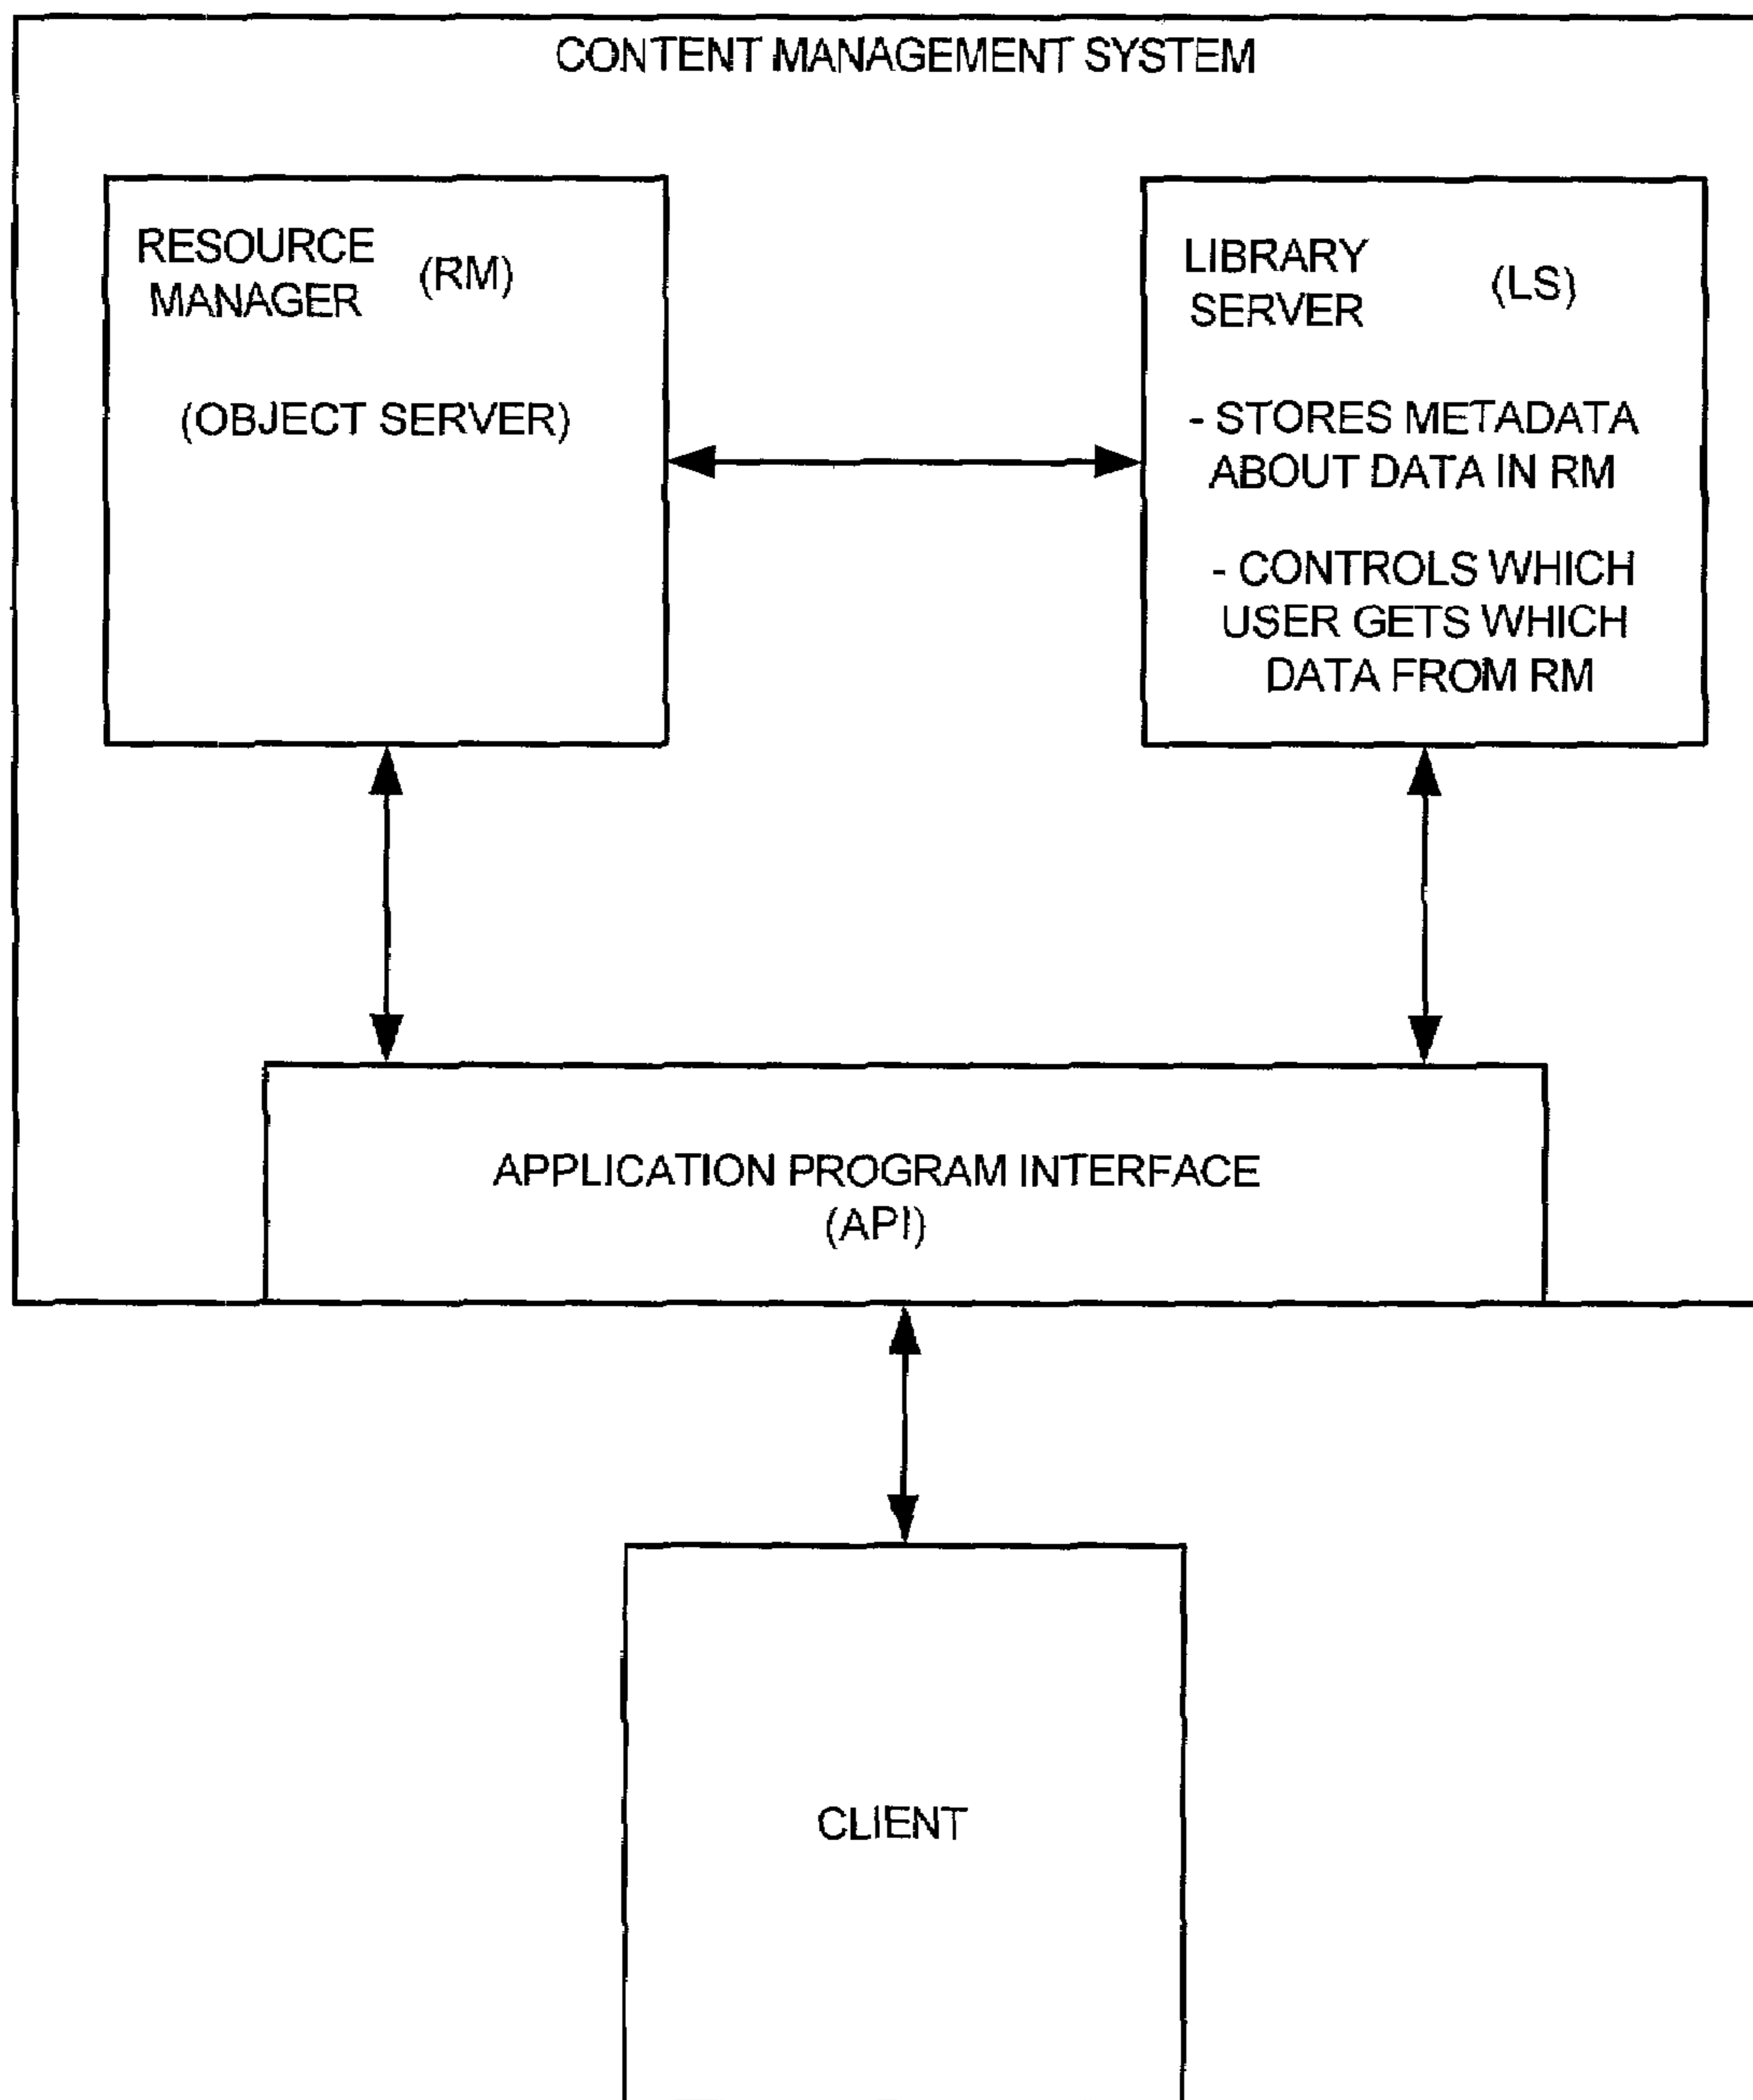 CONTENT MANAGEMENT SYSTEM
RESOURCE
MANAGER
(RM)
(OBJECT SERVER)
LIBRARY
SERVER
(LS)
- STORES METADATA
ABOUT DATA IN RM
- CONTROLS WHICH
USER GETS WHICH
DATA FROM RM
APPLICATION PROGRAM INTERFACE
(API)
CLIENT